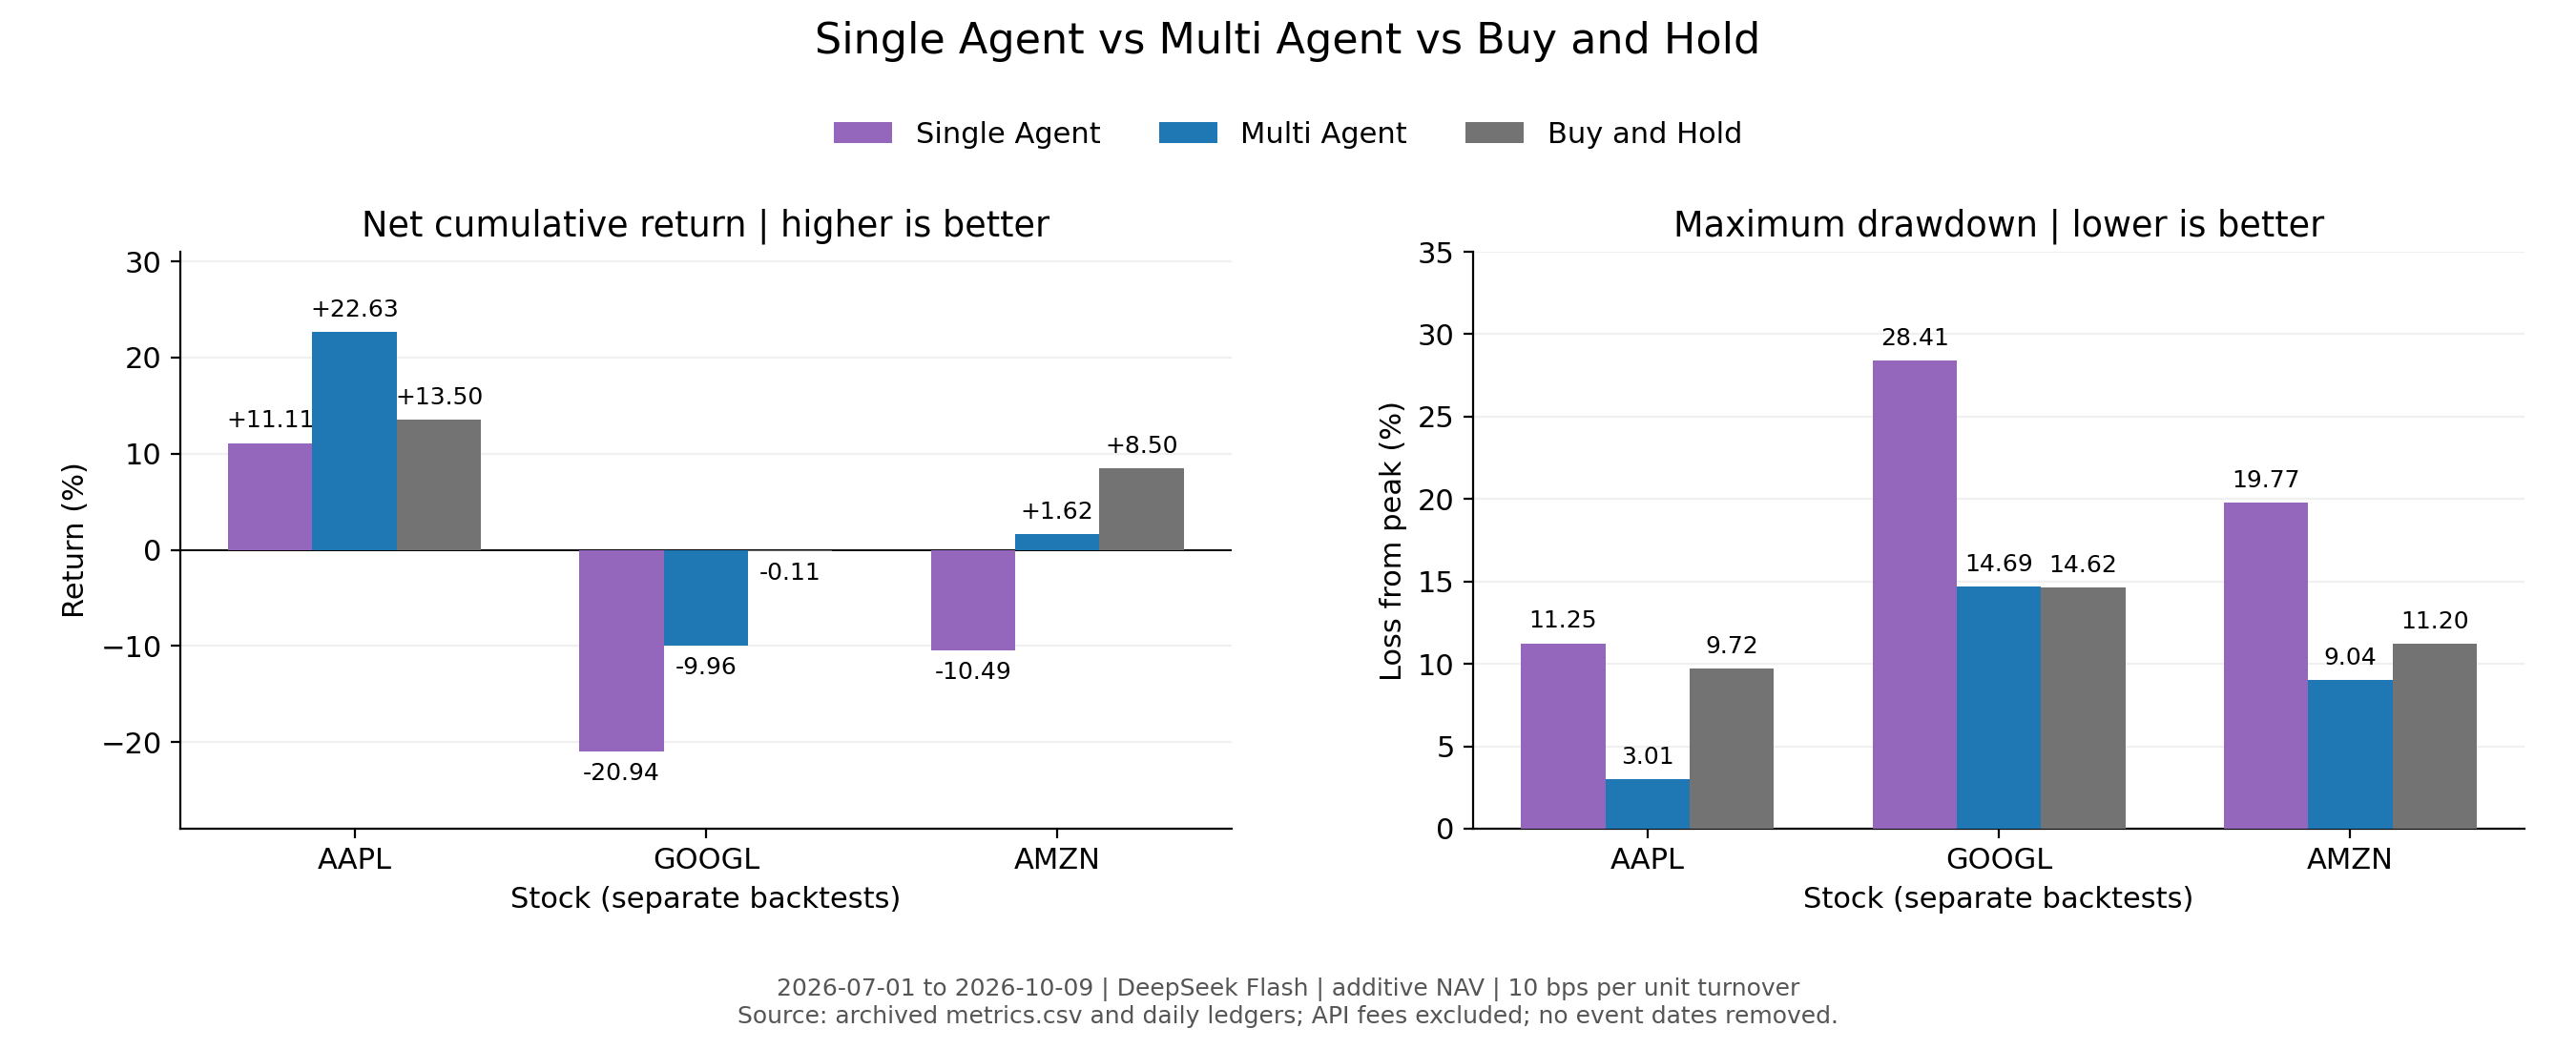 Single Agent vs Multi Agent vs Buy and Hold
Single Agent
Multi Agent
Buy and Hold
Net cumulative return | higher is better
Return (%)
30
20
10
0
−10
−20
+11.11
+22.63
+13.50
-20.94
-9.96
-0.11
-10.49
+1.62
+8.50
AAPL
GOOGL
AMZN
Stock (separate backtests)
Maximum drawdown | lower is better
Loss from peak (%)
35
30
25
20
15
10
5
0
11.25
3.01
9.72
28.41
14.69
14.62
19.77
9.04
11.20
AAPL
GOOGL
AMZN
Stock (separate backtests)
2026-07-01 to 2026-10-09 | DeepSeek Flash | additive NAV | 10 bps per unit turnover
Source: archived metrics.csv and daily ledgers; API fees excluded; no event dates removed.